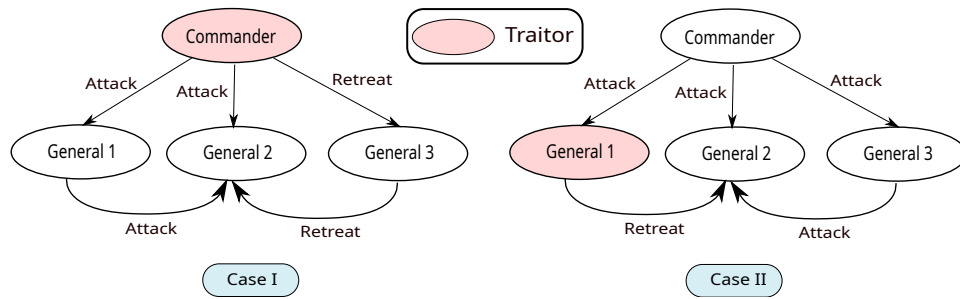 Commander
Traitor
Commander
Attack
Attack
Retreat
Attack
Attack
Attack
General 1
General 2
General 3
General 1
General 2
General 3
Attack
Retreat
Retreat
Attack
Case I
Case II